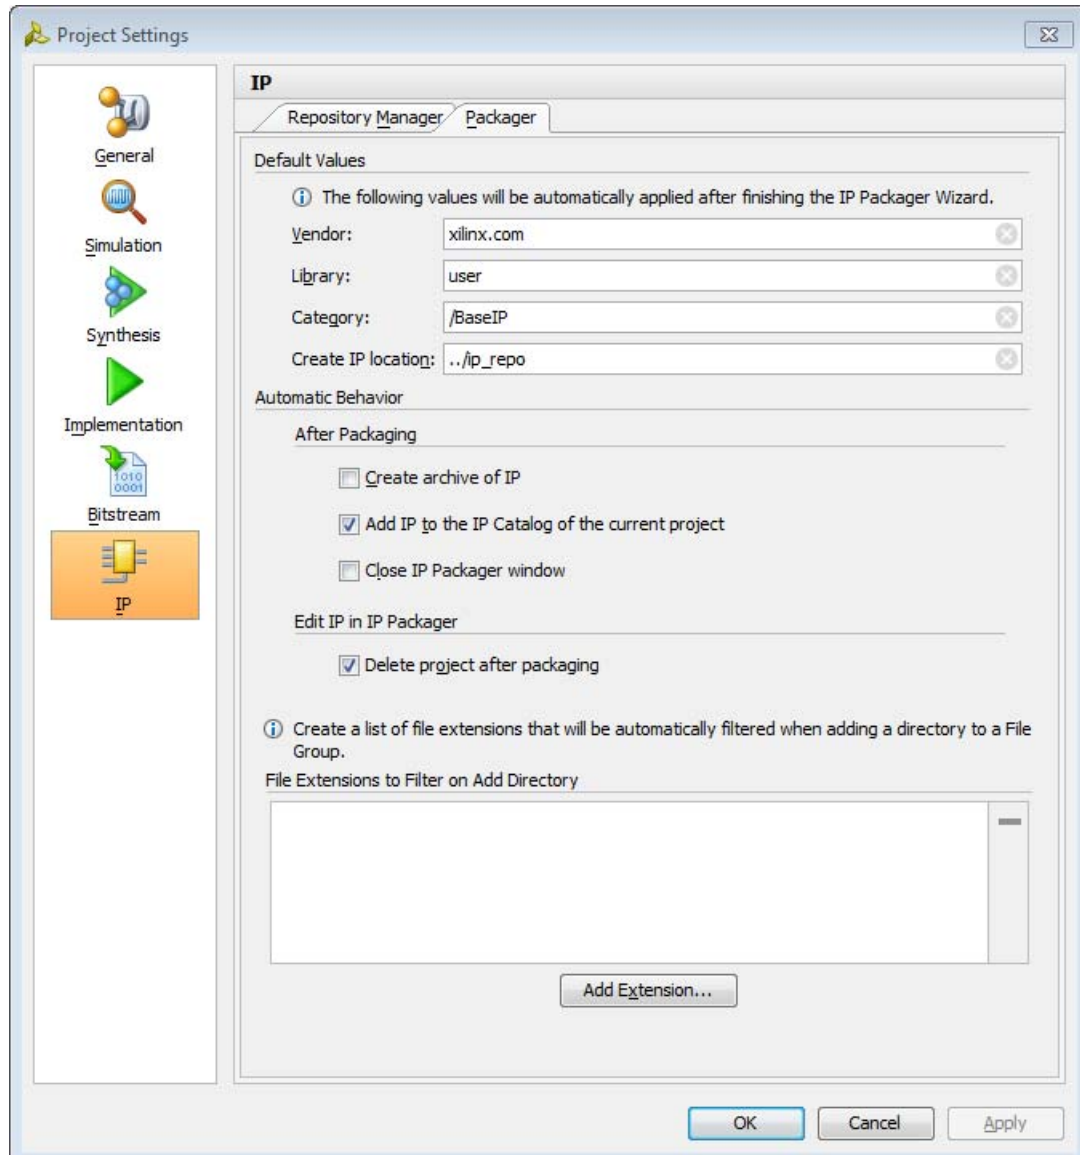 Project Settings
General
Simulation
Synthesis
Implementation
1010
0001
Bitstream
IP
IP
Repository Manager
Packager
Default Values
The following values will be automatically applied after finishing the IP Packager Wizard.
Vendor: xilinx.com
Library: user
Category: /BaseIP
Create IP location: ../ip_repo
Automatic Behavior
After Packaging
Create archive of IP
Add IP to the IP Catalog of the current project
Close IP Packager window
Edit IP in IP Packager
Delete project after packaging
Create a list of file extensions that will be automatically filtered when adding a directory to a File
Group.
File Extensions to Filter on Add Directory
Add Extension...
OK Cancel Apply